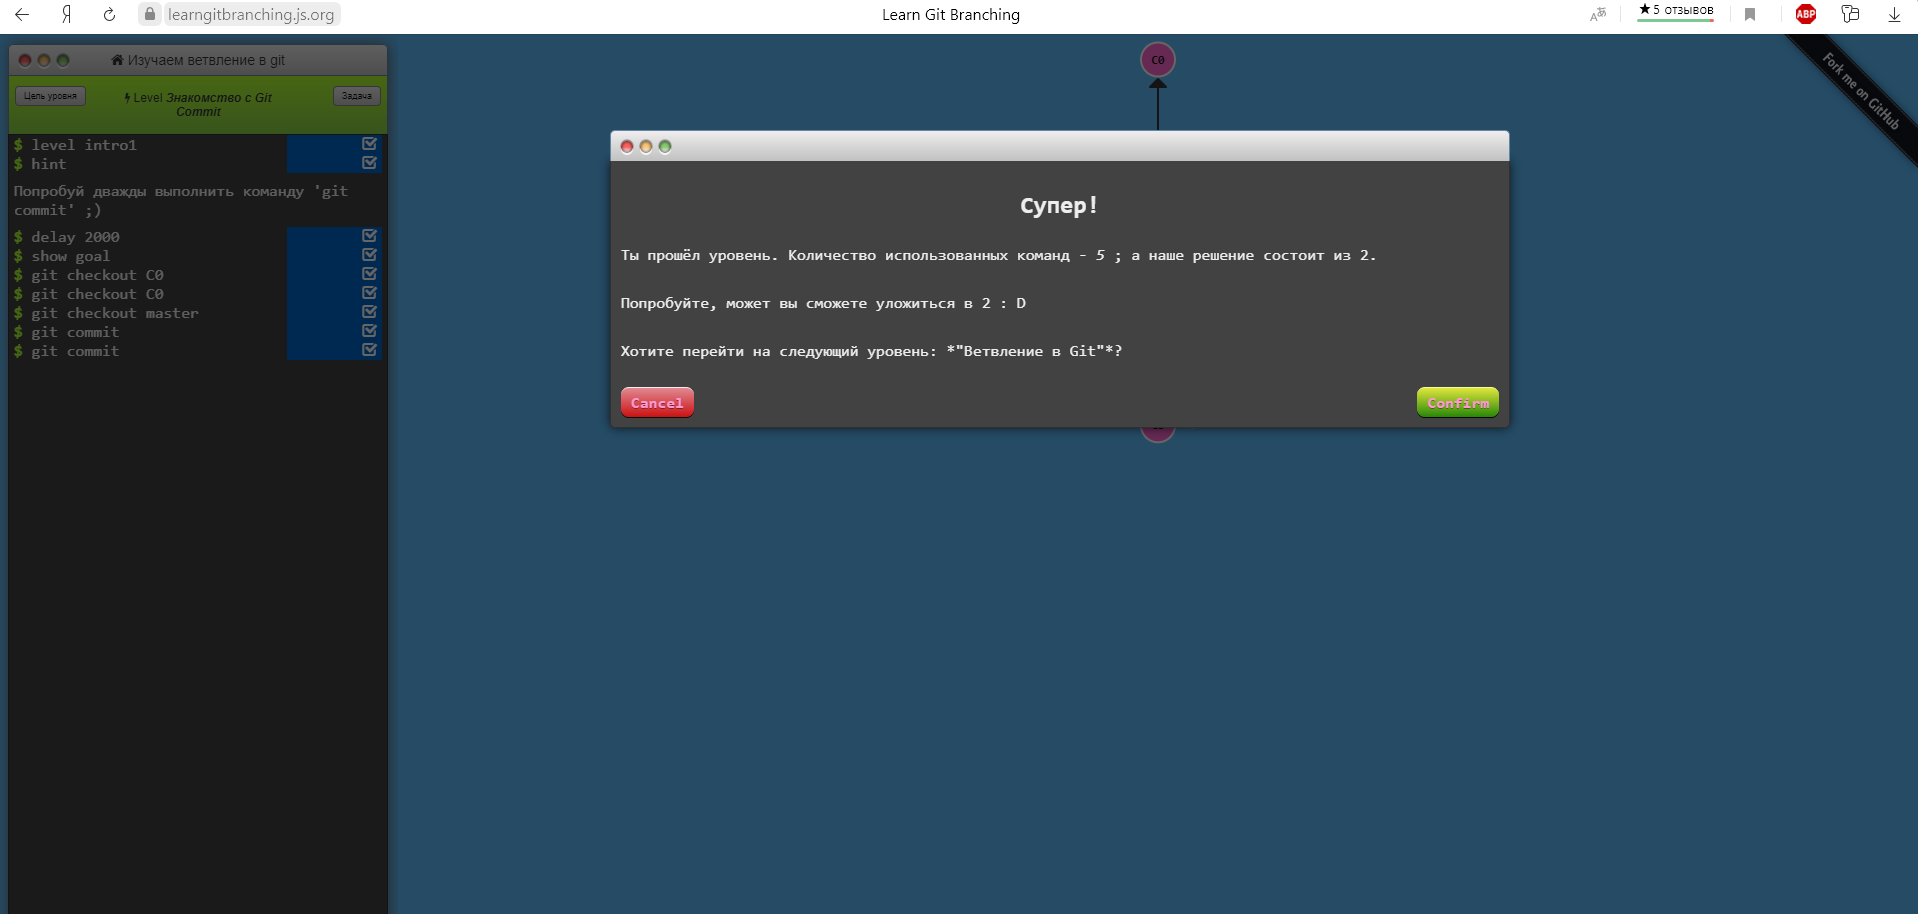 Я
learngitbranching.js.org
Learn Git Branching
★5 отзывов
ABP
Изучаем ветвление в git
Цель уровня
Level Знакомство с Git
Commit
Задача
$ level intro1
$ hint
Попробуй дважды выполнить команду 'git
commit' ;)
$ delay 2000
$ show goal
$ git checkout C0
$ git checkout C0
$ git checkout master
$ git commit
$ git commit
C0
Fork me on GitHub
Супер!
Ты прошёл уровень. Количество использованных команд - 5 ; а наше решение состоит из 2.
Попробуйте, может вы сможете уложиться в 2 : D
Хотите перейти на следующий уровень: *"Ветвление в Git"*?
Cancel
Confirm